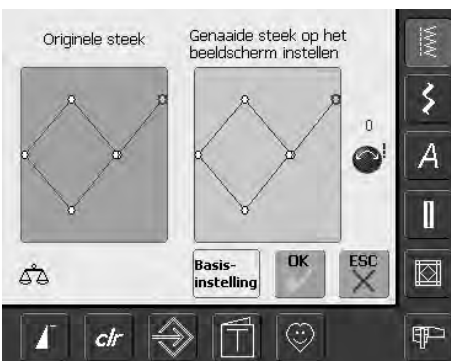 Originele steek
Genaaide steek op het
beeldscherm instellen
0
A
Basis-
instelling
OK
ESC
clr